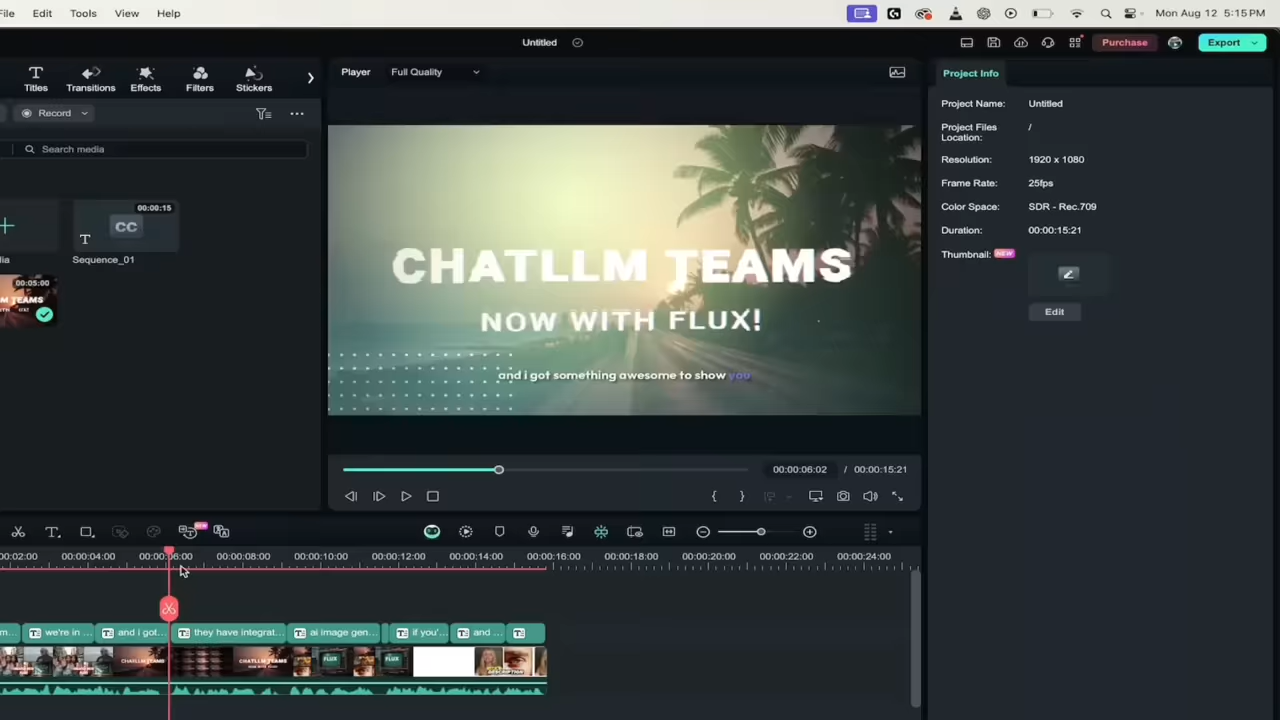 File Edit Tools View Help
Mon Aug 12 5:15PM
Untitled
Purchase
Export
Titles Transitions Effects Filters Stickers
Player Full Quality
Project Info
Record
Search media
Project Name: Untitled
Project Files Location: /
Resolution: 1920 x 1080
Frame Rate: 25fps
Color Space: SDR - Rec.709
Duration: 00:00:15:21
Thumbnail: NEW
Edit
00:00:15
CC
T
Sequence_01
00:05:00
CHATLLM TEAMS
NOW WITH FLUX!
and i got something awesome to show you
00:00:06:02 / 00:00:15:21
NEW
00:00:04:00 00:00:06:00 00:00:08:00 00:00:10:00 00:00:12:00 00:00:14:00 00:00:16:00 00:00:18:00 00:00:20:00 00:00:22:00 00:00:24:00
we're in ... and i got... they have integrat... ai image gen... if you'... and ...
CHATLLM TEAMS FLUX FLUX